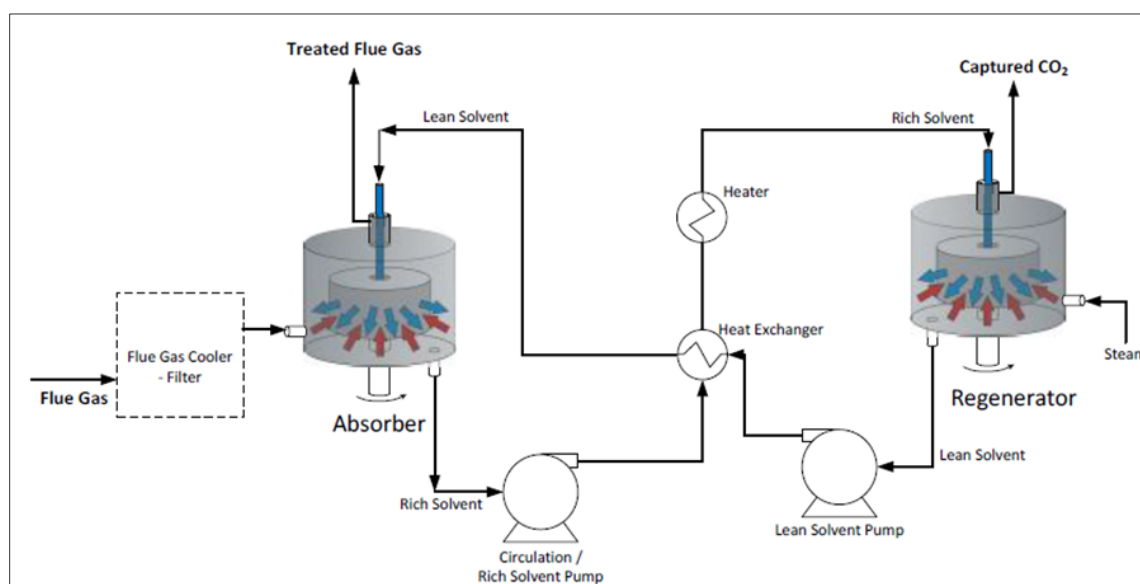 Treated Flue Gas
Captured CO₂
Lean Solvent
Rich Solvent
Heater
Heat Exchanger
Flue Gas Cooler
- Filter
Steam
Flue Gas
Absorber
Regenerator
Lean Solvent
Rich Solvent
Lean Solvent Pump
Circulation /
Rich Solvent Pump